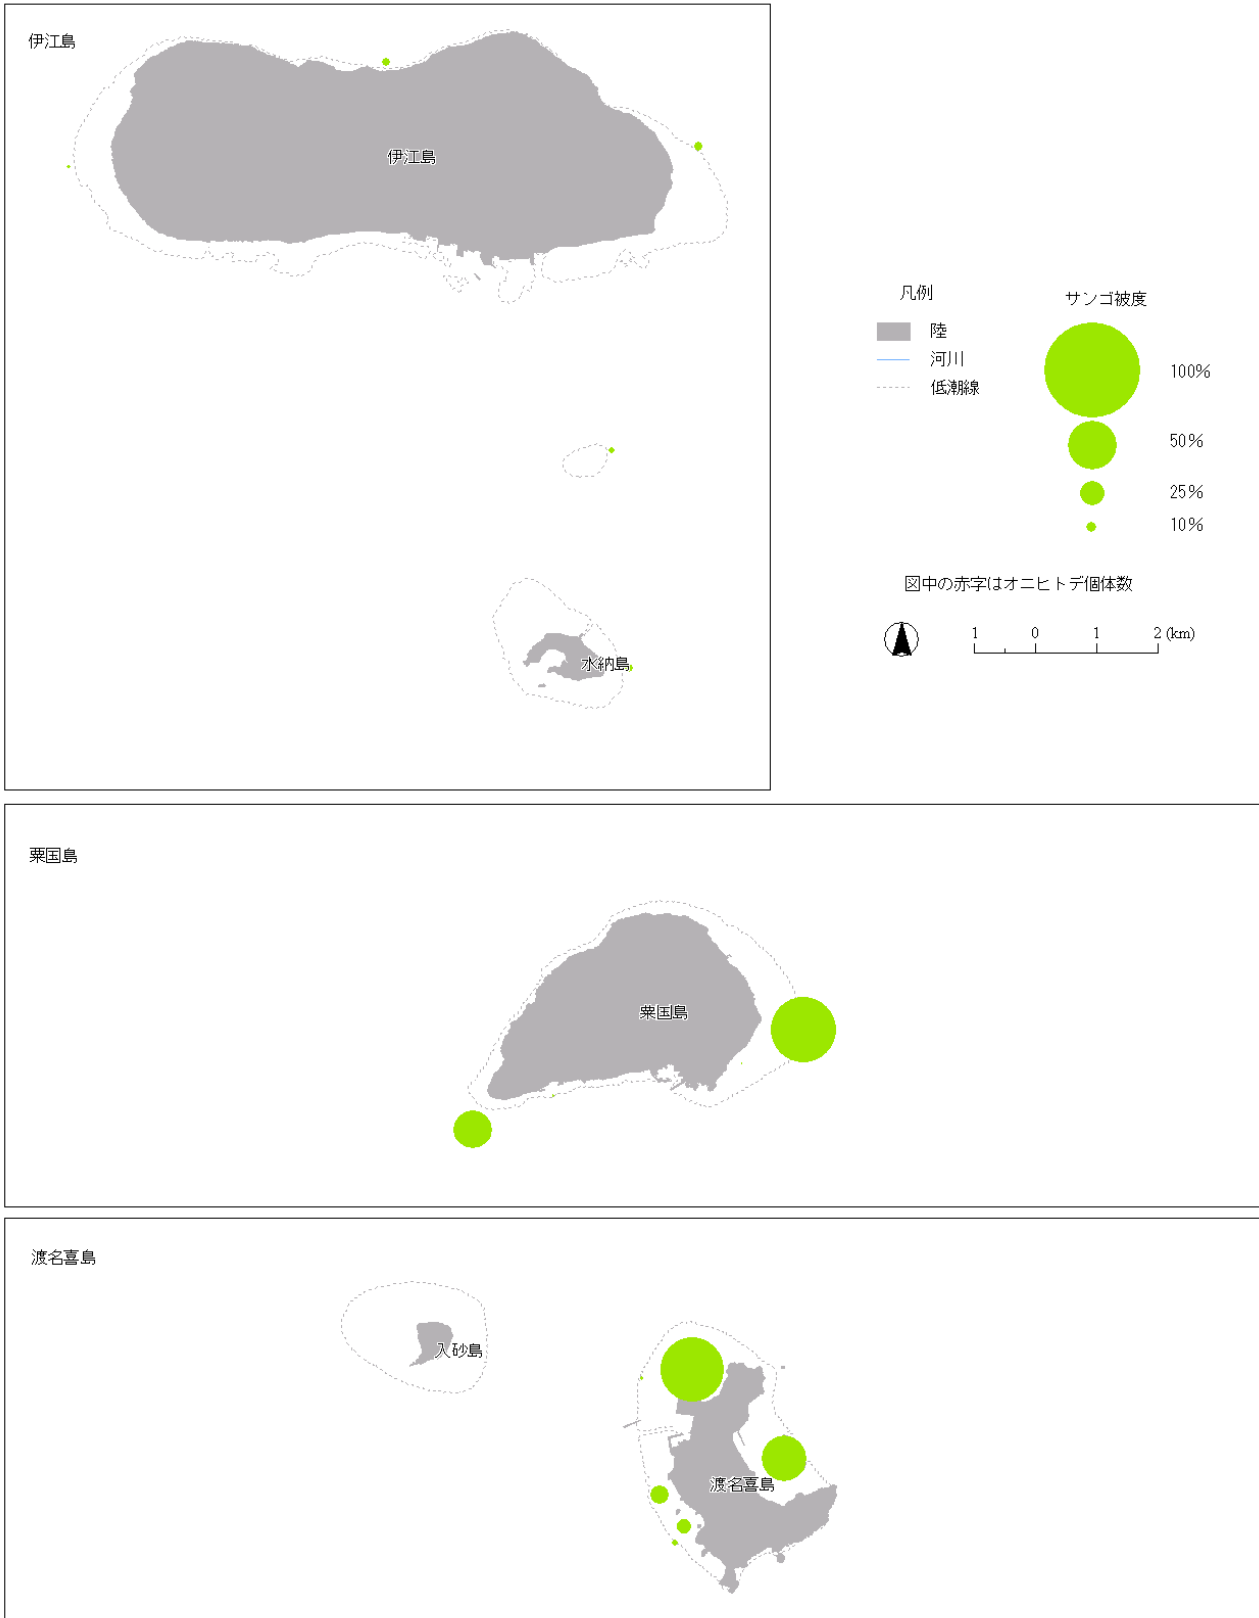 伊江島
伊江島
水納島
凡例
陸
河川
低潮線
サンゴ被度
100%
50%
25%
10%
図中の赤字はオニヒトデ個体数
1 0 1 2 (km)
粟国島
粟国島
渡名喜島
入砂島
渡名喜島